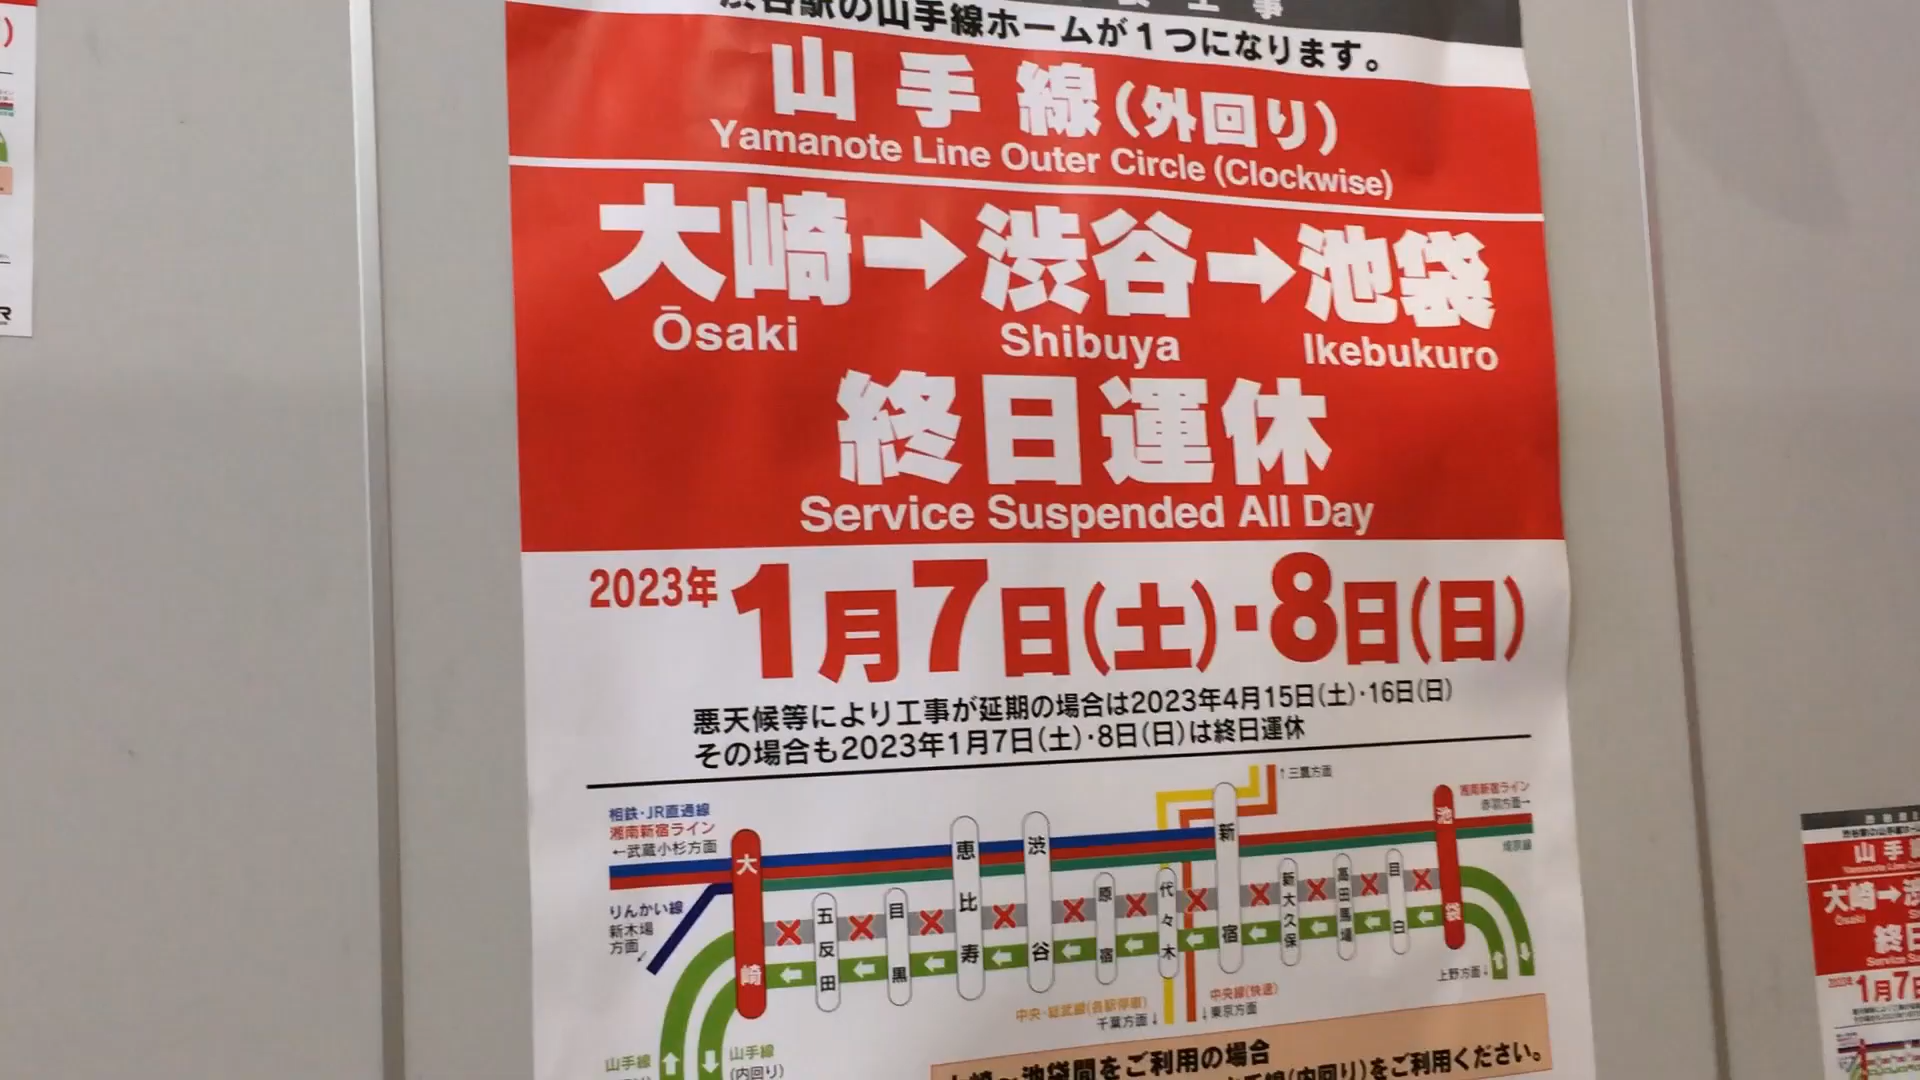 渋谷駅の山手線ホームが1つになります。
山手線(外回り)
Yamanote Line Outer Circle (Clockwise)
大崎→渋谷→池袋
Ōsaki Shibuya Ikebukuro
終日運休
Service Suspended All Day
2023年1月7日(土)・8日(日)
悪天候等により工事が延期の場合は2023年4月15日(土)・16日(日)
その場合も2023年1月7日(土)・8日(日)は終日運休
↑三鷹方面
相鉄・JR直通線
湘南新宿ライン
←武蔵小杉方面
湘南新宿ライン
赤羽方面→
埼京線
りんかい線
新木場
方面↙
大崎
五反田
目黒
恵比寿
渋谷
原宿
代々木
新宿
新大久保
高田馬場
目白
池袋
上野方面↓
中央・総武線(各駅停車)
千葉方面↓
中央線(快速)
↓東京方面
山手線
山手線
(内回り)
池袋間をご利用の場合
山手線(内回り)をご利用ください。
山手
大崎→渋
Ōsaki
終日
1月7日